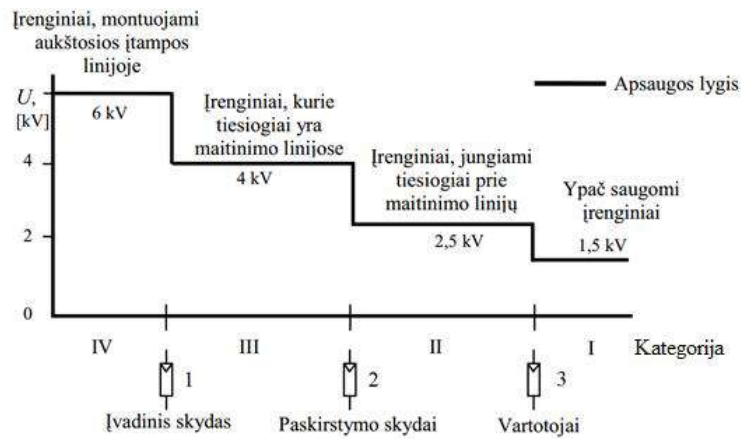 Įrenginiai, montuojami
aukštosios įtampos
linijoje
U,
[kV]
6 kV
Įrenginiai, kurie
tiesiogiai yra
maitinimo linijose
4 kV
Įrenginiai, jungiami
tiesiogiai prie
maitinimo linijų
2,5 kV
Ypač saugomi
įrenginiai
1,5 kV
Apsaugos lygis
4
2
0
IV III II I Kategorija
1 2 3
Įvadinis skydas Paskirstymo skydai Vartotojai